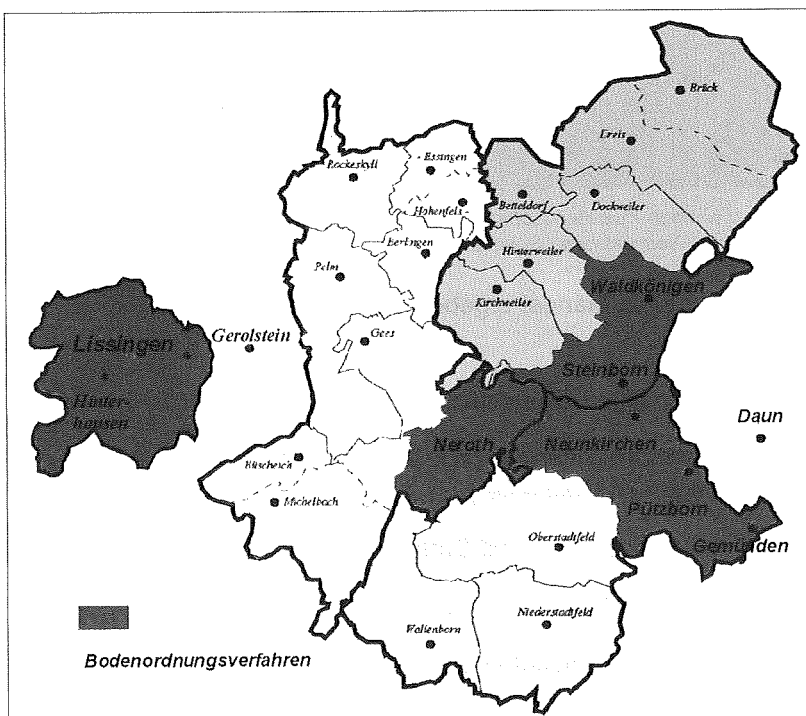 Brück
Dreis
Essingen
Rockeskyll
Hohenfels
Betteldorf
Dockweiler
Berlingen
Hinterweiler
Pelm
Waldkönigen
Kirchweiler
Lissingen
Gerolstein
Gees
Steinborn
Hinter-
hausen
Daun
Neroth
Neunkirchen
Büscheich
Michelbach
Pützborn
Oberstadtfeld
Gemünden
Niederstadtfeld
Wallenborn
Bodenordnungsverfahren